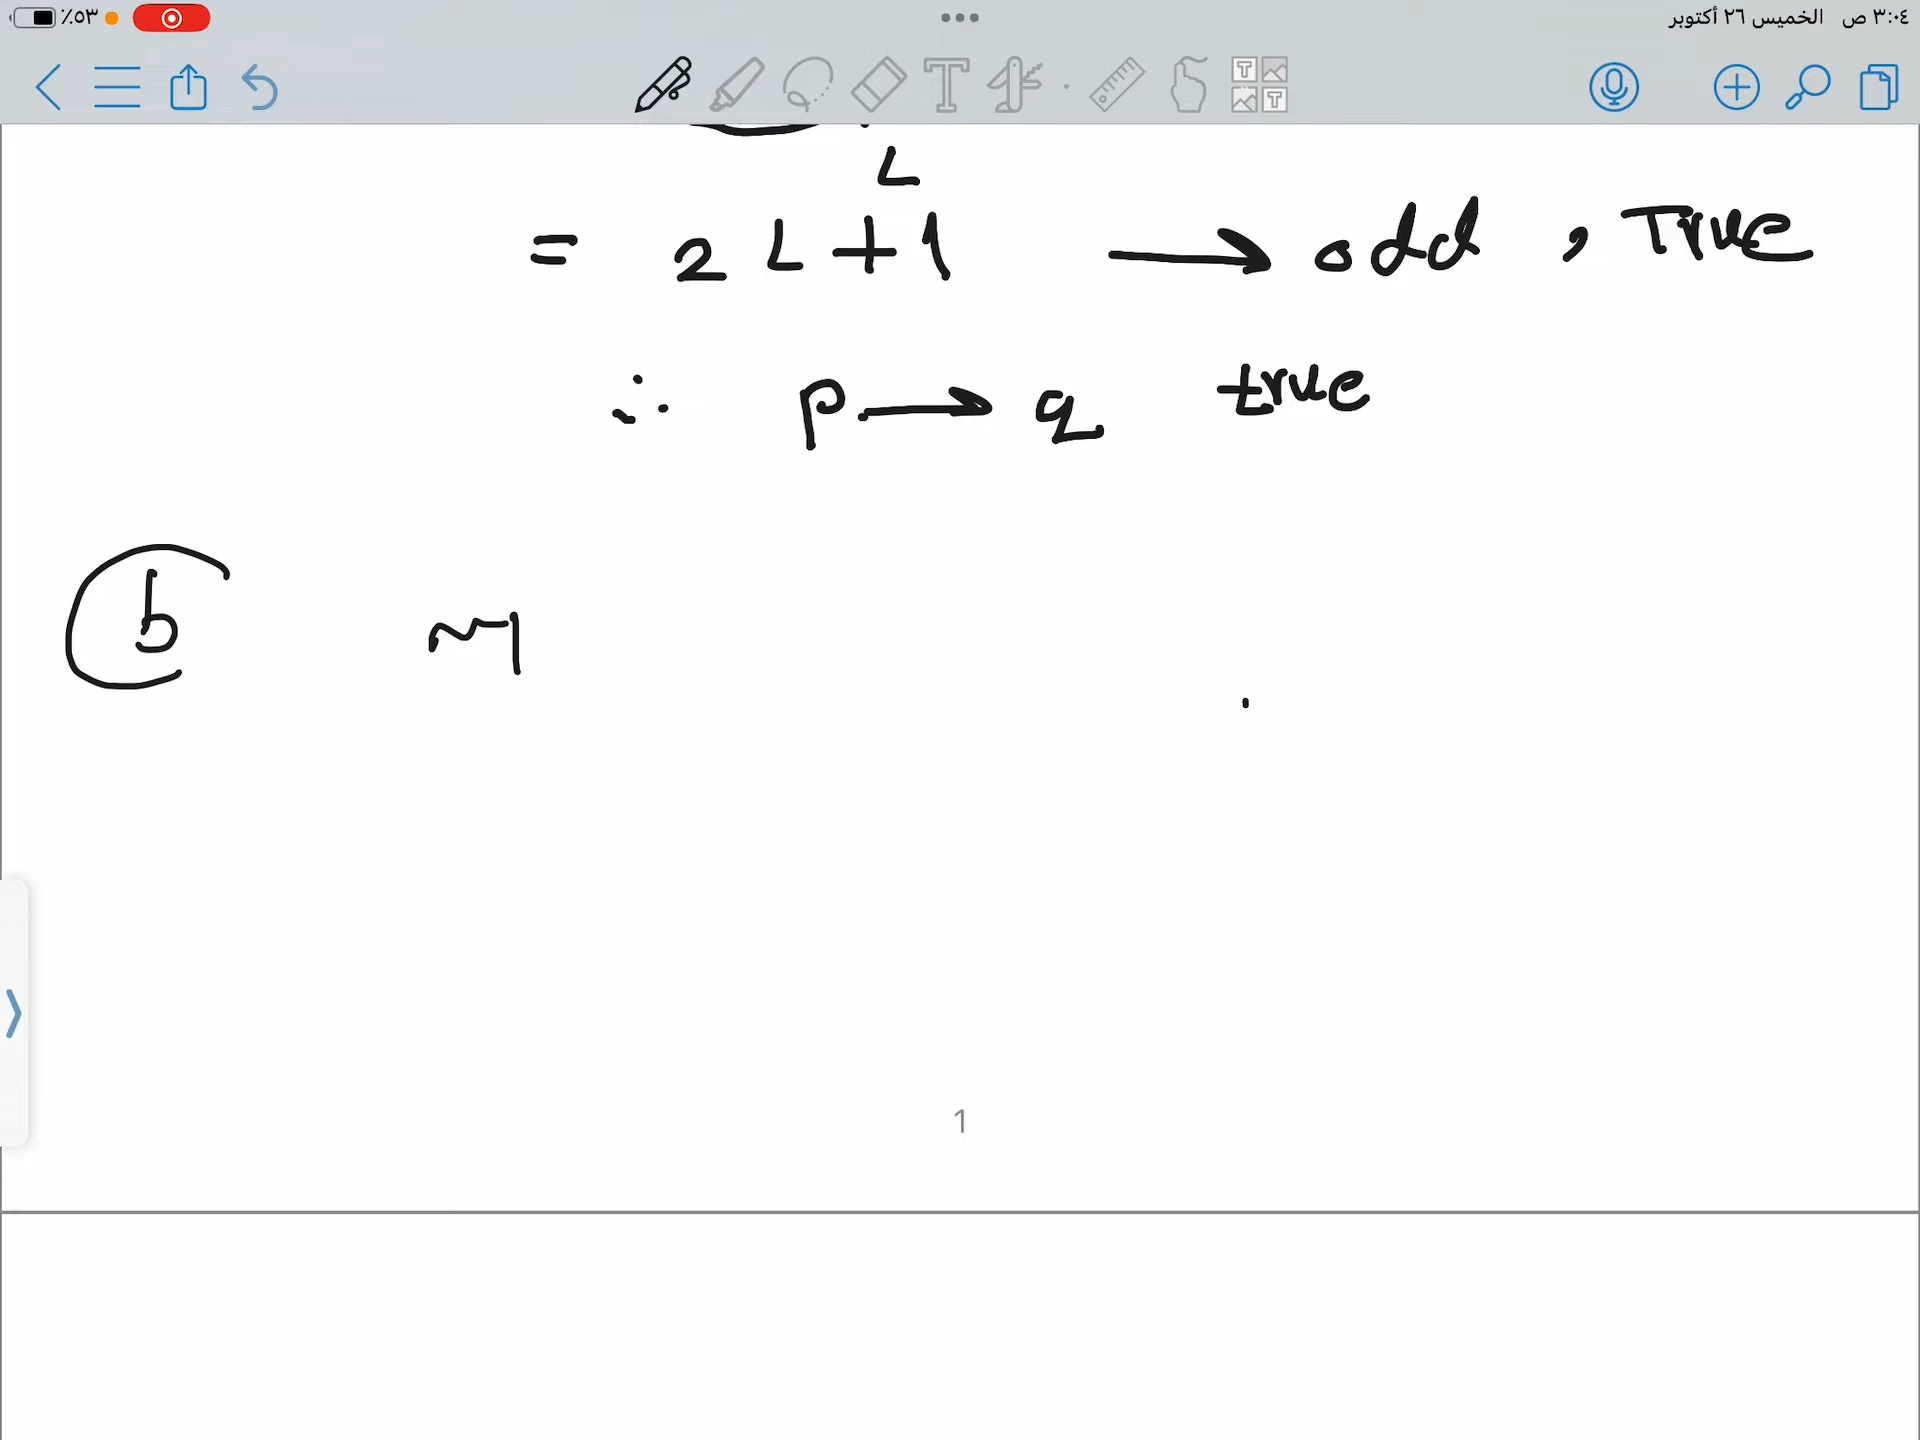 ٪٥٣ ٣:٠٤ ص الخميس ٢٦ أكتوبر
L
= 2L+1 → odd , True
∴ p → q true
b
1